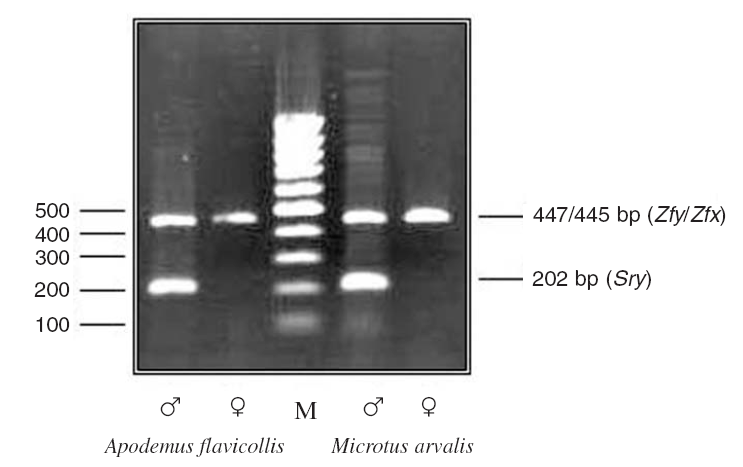 500
400
300
200
100
447/445 bp (Zfy/Zfx)
202 bp (Sry)
♂ ♀ M ♂ ♀
Apodemus flavicollis Microtus arvalis